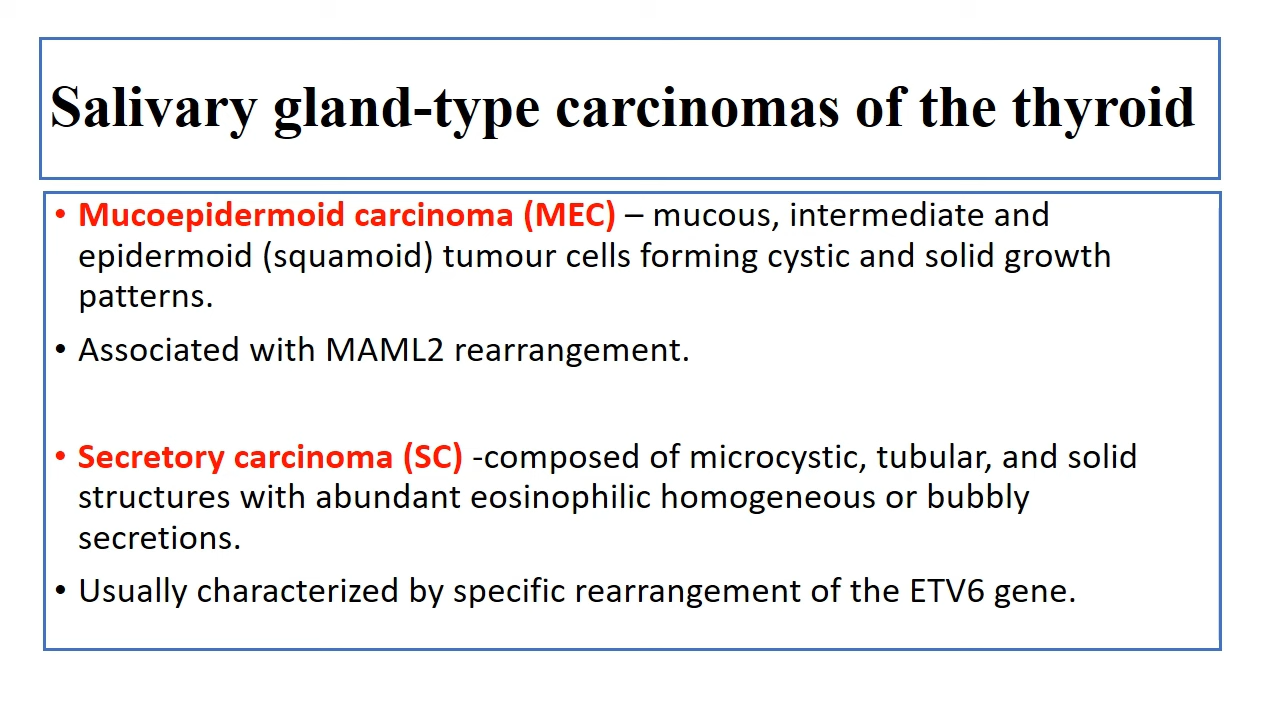 Salivary gland-type carcinomas of the thyroid
• Mucoepidermoid carcinoma (MEC) – mucous, intermediate and
epidermoid (squamoid) tumour cells forming cystic and solid growth
patterns.
• Associated with MAML2 rearrangement.
• Secretory carcinoma (SC) -composed of microcystic, tubular, and solid
structures with abundant eosinophilic homogeneous or bubbly
secretions.
• Usually characterized by specific rearrangement of the ETV6 gene.